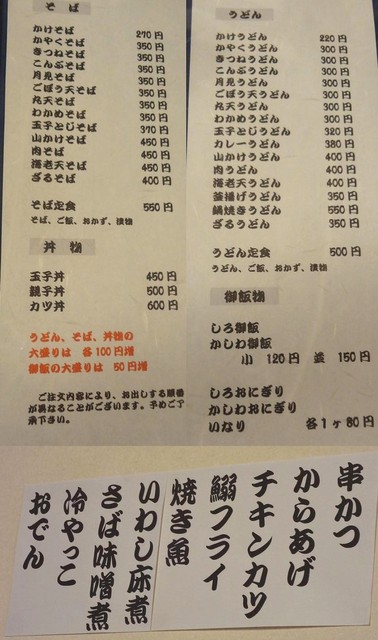 そば
かけそば 270円
かやくそば 350円
きつねそば 350円
こんぶそば 350円
月見そば 350円
ごぼう天そば 350円
丸天そば 350円
わかめそば 350円
玉子とじそば 370円
山かけそば 450円
肉そば 450円
海老天そば 450円
ざるそば 400円
そば定食 550円
そば、ご飯、おかず、漬物
丼物
玉子丼 450円
親子丼 500円
カツ丼 600円
うどん、そば、丼物の
大盛りは 各100円増
御飯の大盛りは 50円増
ご注文内容により、お出しする順番
が異なることがございます。予めご了
承下さい。
うどん
かけうどん 220円
かやくうどん 300円
きつねうどん 300円
こんぶうどん 300円
月見うどん 300円
ごぼう天うどん 300円
丸天うどん 300円
わかめうどん 300円
玉子とじうどん 320円
カレーうどん 380円
山かけうどん 400円
肉うどん 400円
海老天うどん 400円
釜揚げうどん 350円
鍋焼きうどん 550円
ざるうどん 350円
うどん定食 500円
うどん、ご飯、おかず、漬物
御飯物
しろ御飯
かしわ御飯
小 120円 並 150円
しろおにぎり
かしわおにぎり
いなり 各1ヶ80円
串かつ
からあげ
チキンカツ
鰯フライ
焼き魚
いわし床煮
さば味噌煮
冷やっこ
おでん